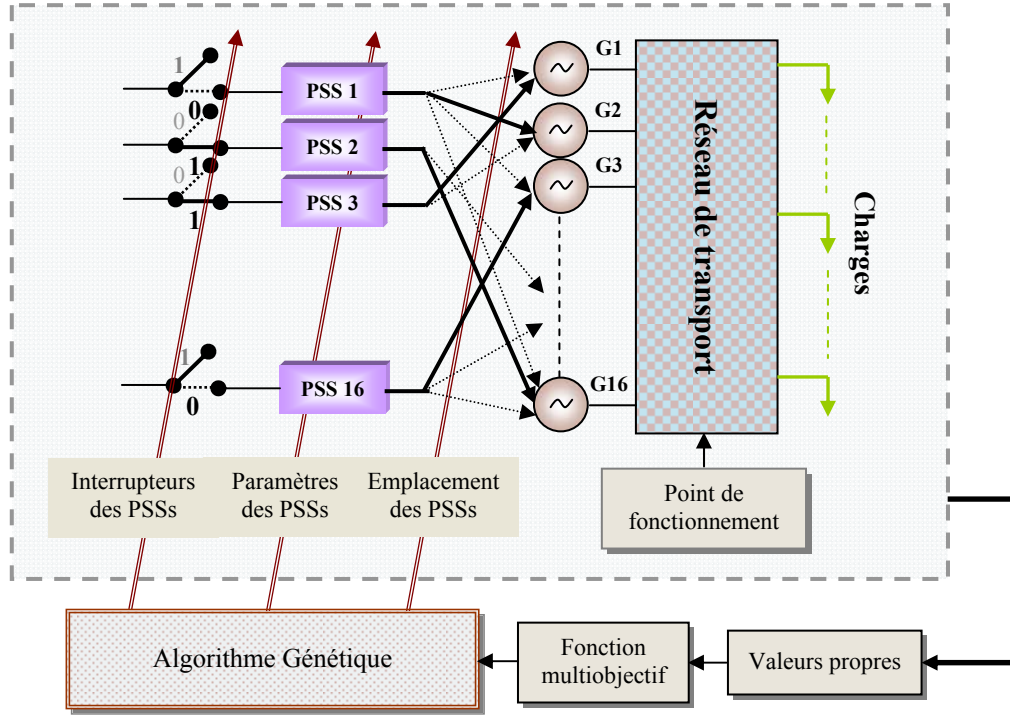 G1
1
PSS 1
0
G2
0
PSS 2
1
G3
0
PSS 3
1
Réseau de transport
Charges
1
PSS 16
0
G16
Interrupteurs
des PSSs
Paramètres
des PSSs
Emplacement
des PSSs
Point de
fonctionnement
Algorithme Génétique
Fonction
multiobjectif
Valeurs propres